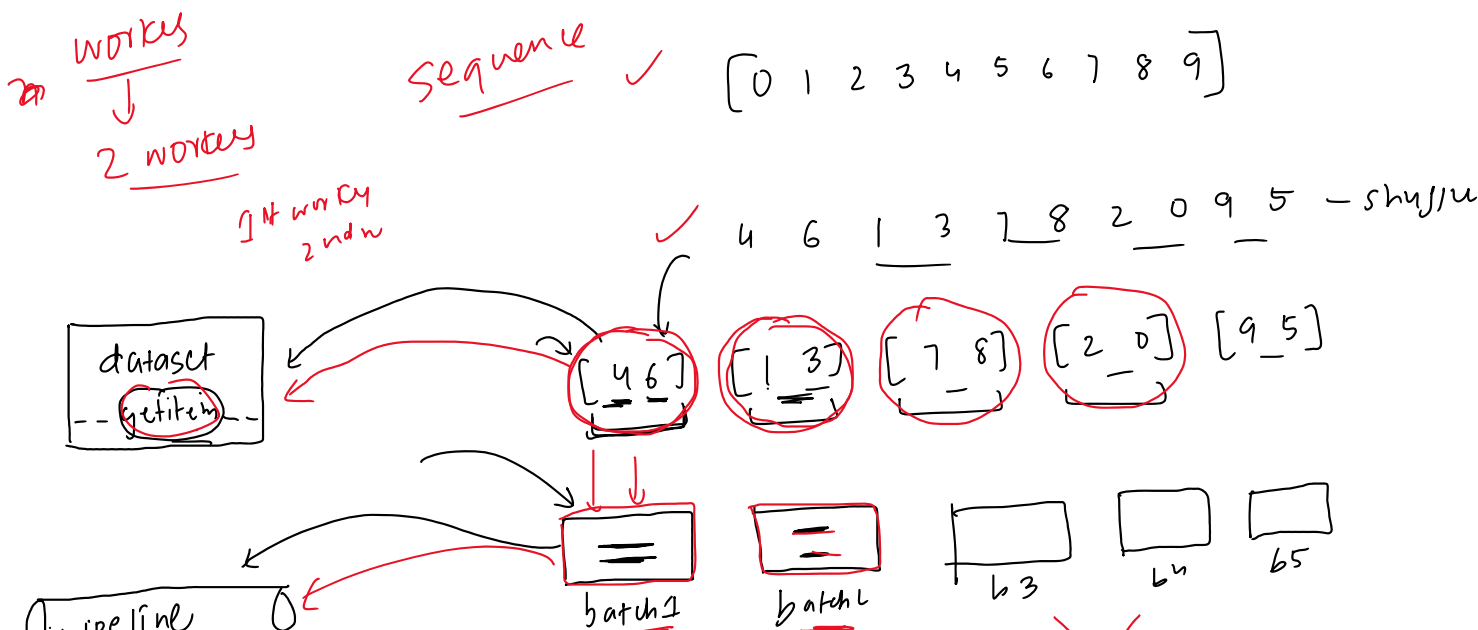 workers
sequence
[0 1 2 3 4 5 6 7 8 9]
2 workers
1st worker
2nd w
4 6 1 3 7 8 2 0 9 5 - shuffle
dataset
--getitem--
[4 6] [1 3] [7 8] [2 0] [9 5]
batch1
batch2
b3
b4
b5
pipeline